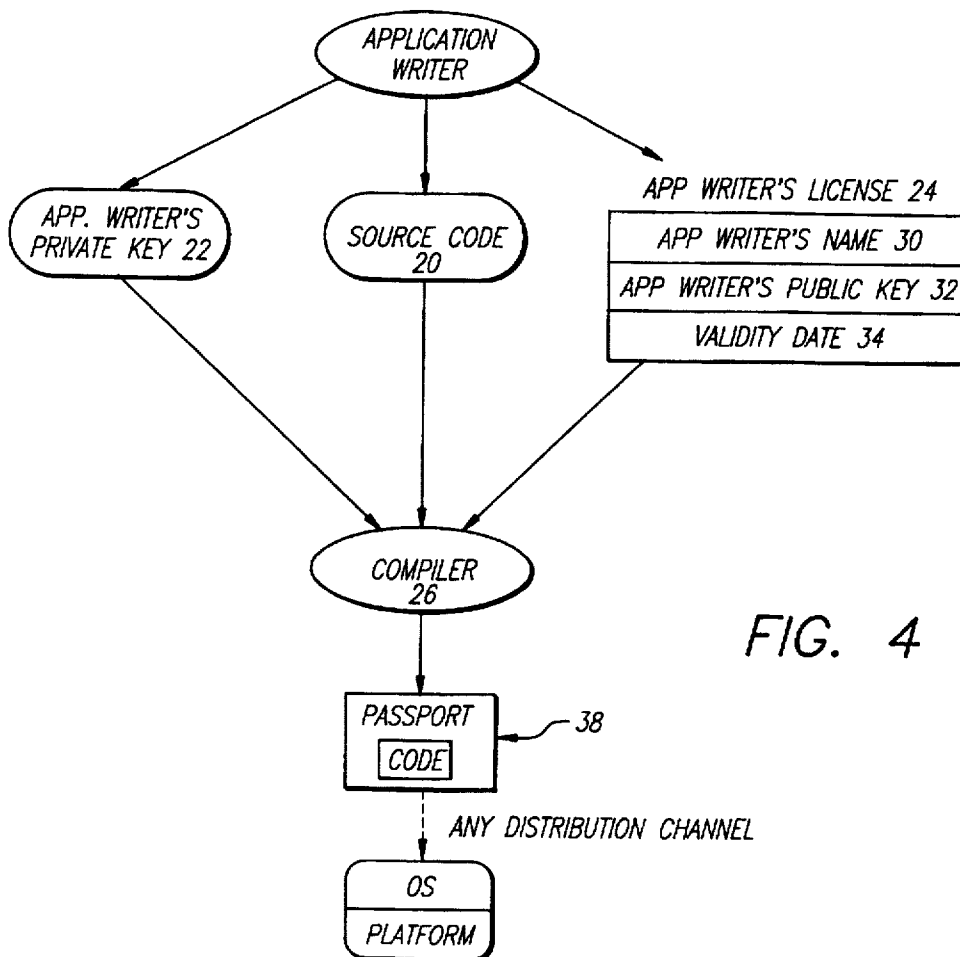 APPLICATION
WRITER
APP. WRITER'S
PRIVATE KEY 22
SOURCE CODE
20
APP WRITER'S LICENSE 24
APP WRITER'S NAME 30
APP WRITER'S PUBLIC KEY 32
VALIDITY DATE 34
COMPILER
26
FIG. 4
PASSPORT
CODE
38
ANY DISTRIBUTION CHANNEL
OS
PLATFORM